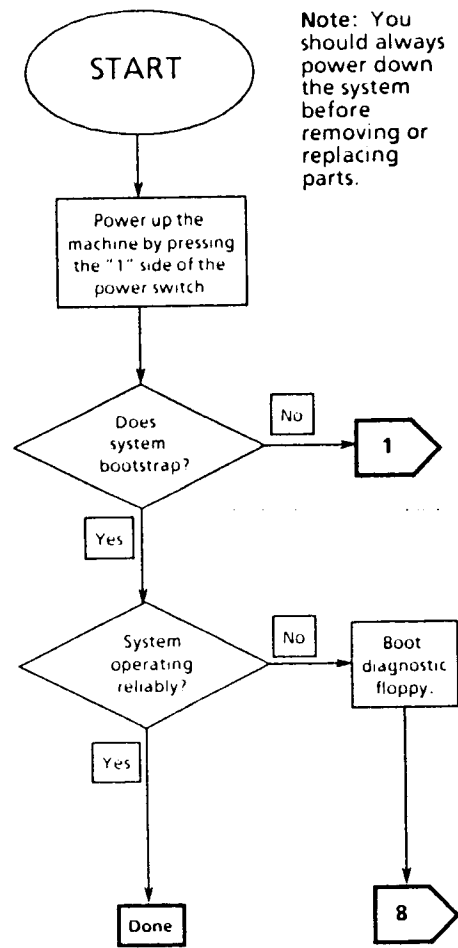 START
Note: You
should always
power down
the system
before
removing or
replacing
parts.
Power up the
machine by pressing
the "1" side of the
power switch
Does
system
bootstrap?
No
1
Yes
System
operating
reliably?
No
Boot
diagnostic
floppy.
Yes
Done
8